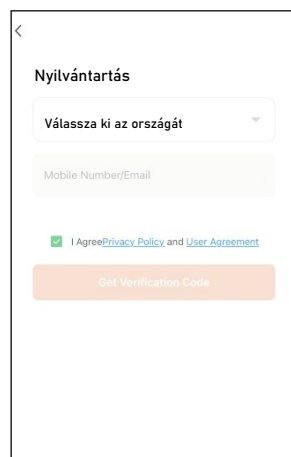 Nyilvántartás
Válassza ki az országát
Mobile Number/Email
I AgreePrivacy Policy and User Agreement
Get Verification Code